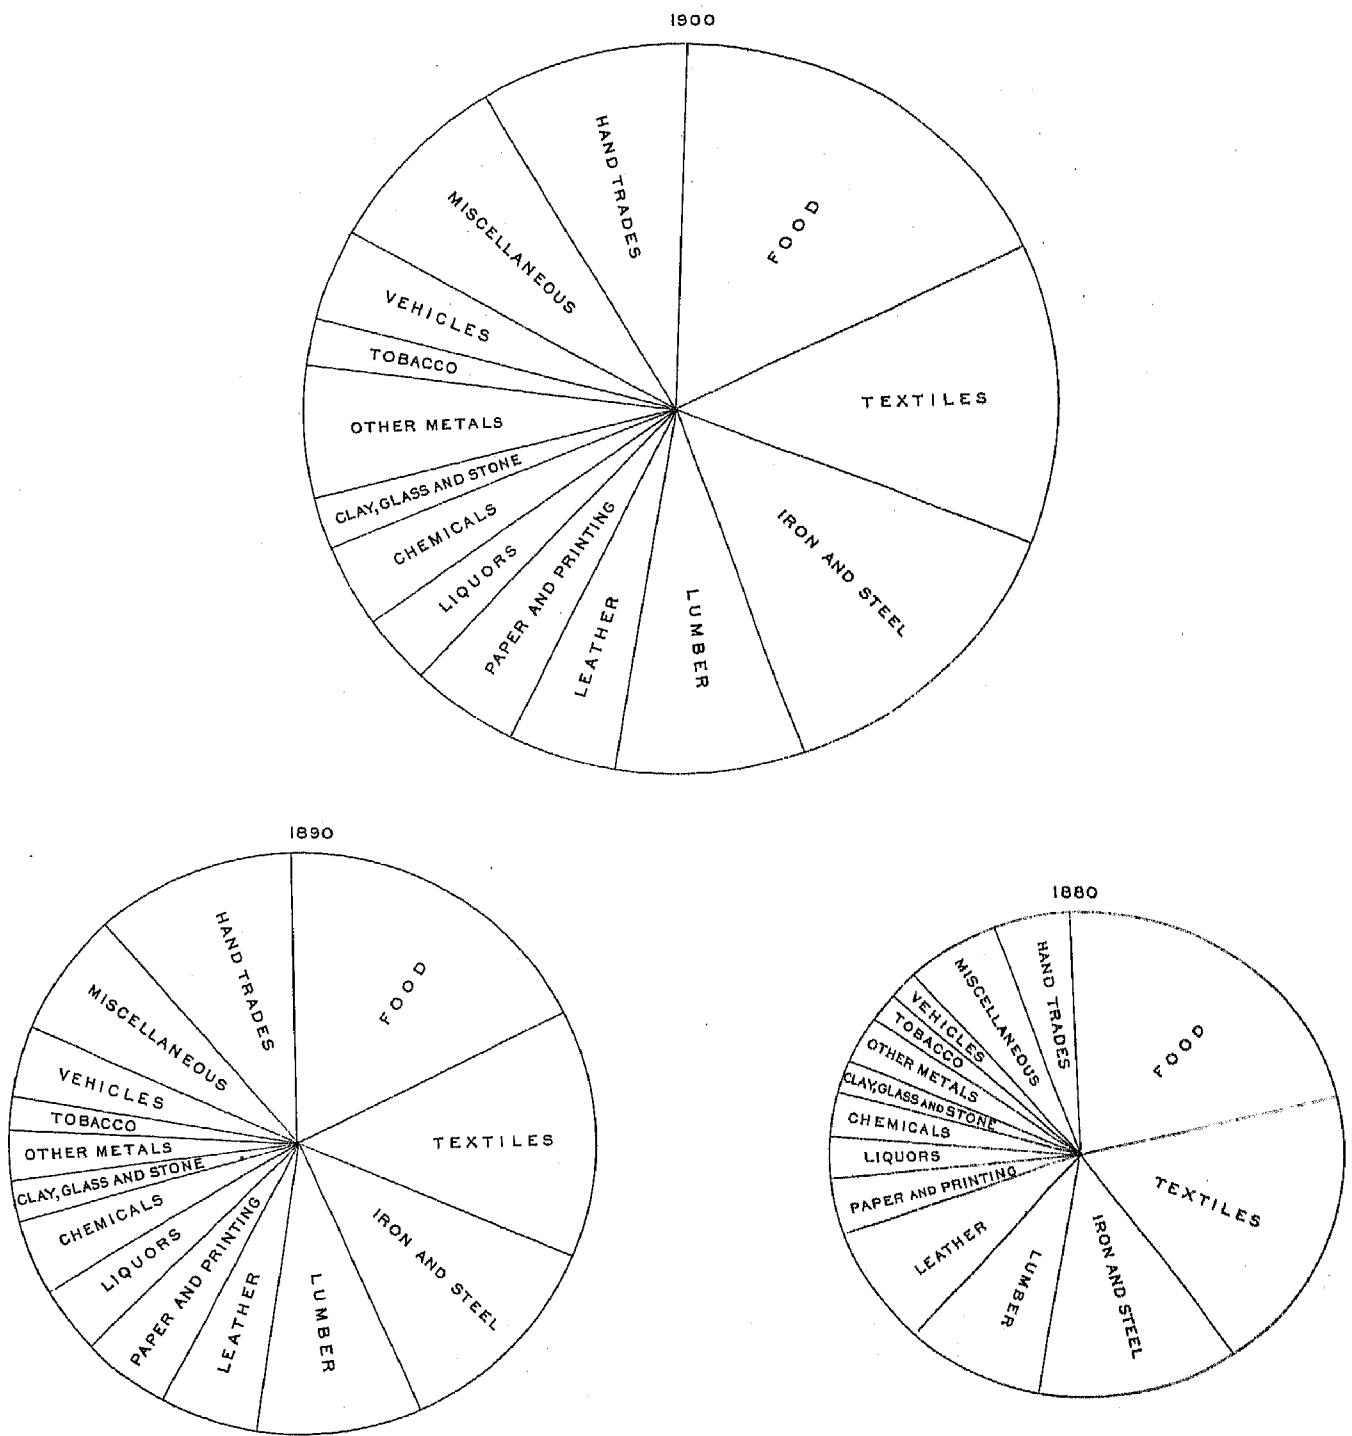 1900
FOOD
TEXTILES
IRON AND STEEL
LUMBER
LEATHER
PAPER AND PRINTING
LIQUORS
CHEMICALS
CLAY, GLASS AND STONE
OTHER METALS
TOBACCO
VEHICLES
MISCELLANEOUS
HAND TRADES
1890
FOOD
TEXTILES
IRON AND STEEL
LUMBER
LEATHER
PAPER AND PRINTING
LIQUORS
CHEMICALS
CLAY, GLASS AND STONE
OTHER METALS
TOBACCO
VEHICLES
MISCELLANEOUS
HAND TRADES
1880
FOOD
TEXTILES
IRON AND STEEL
LUMBER
LEATHER
PAPER AND PRINTING
LIQUORS
CHEMICALS
CLAY, GLASS AND STONE
OTHER METALS
TOBACCO
VEHICLES
MISCELLANEOUS
HAND TRADES